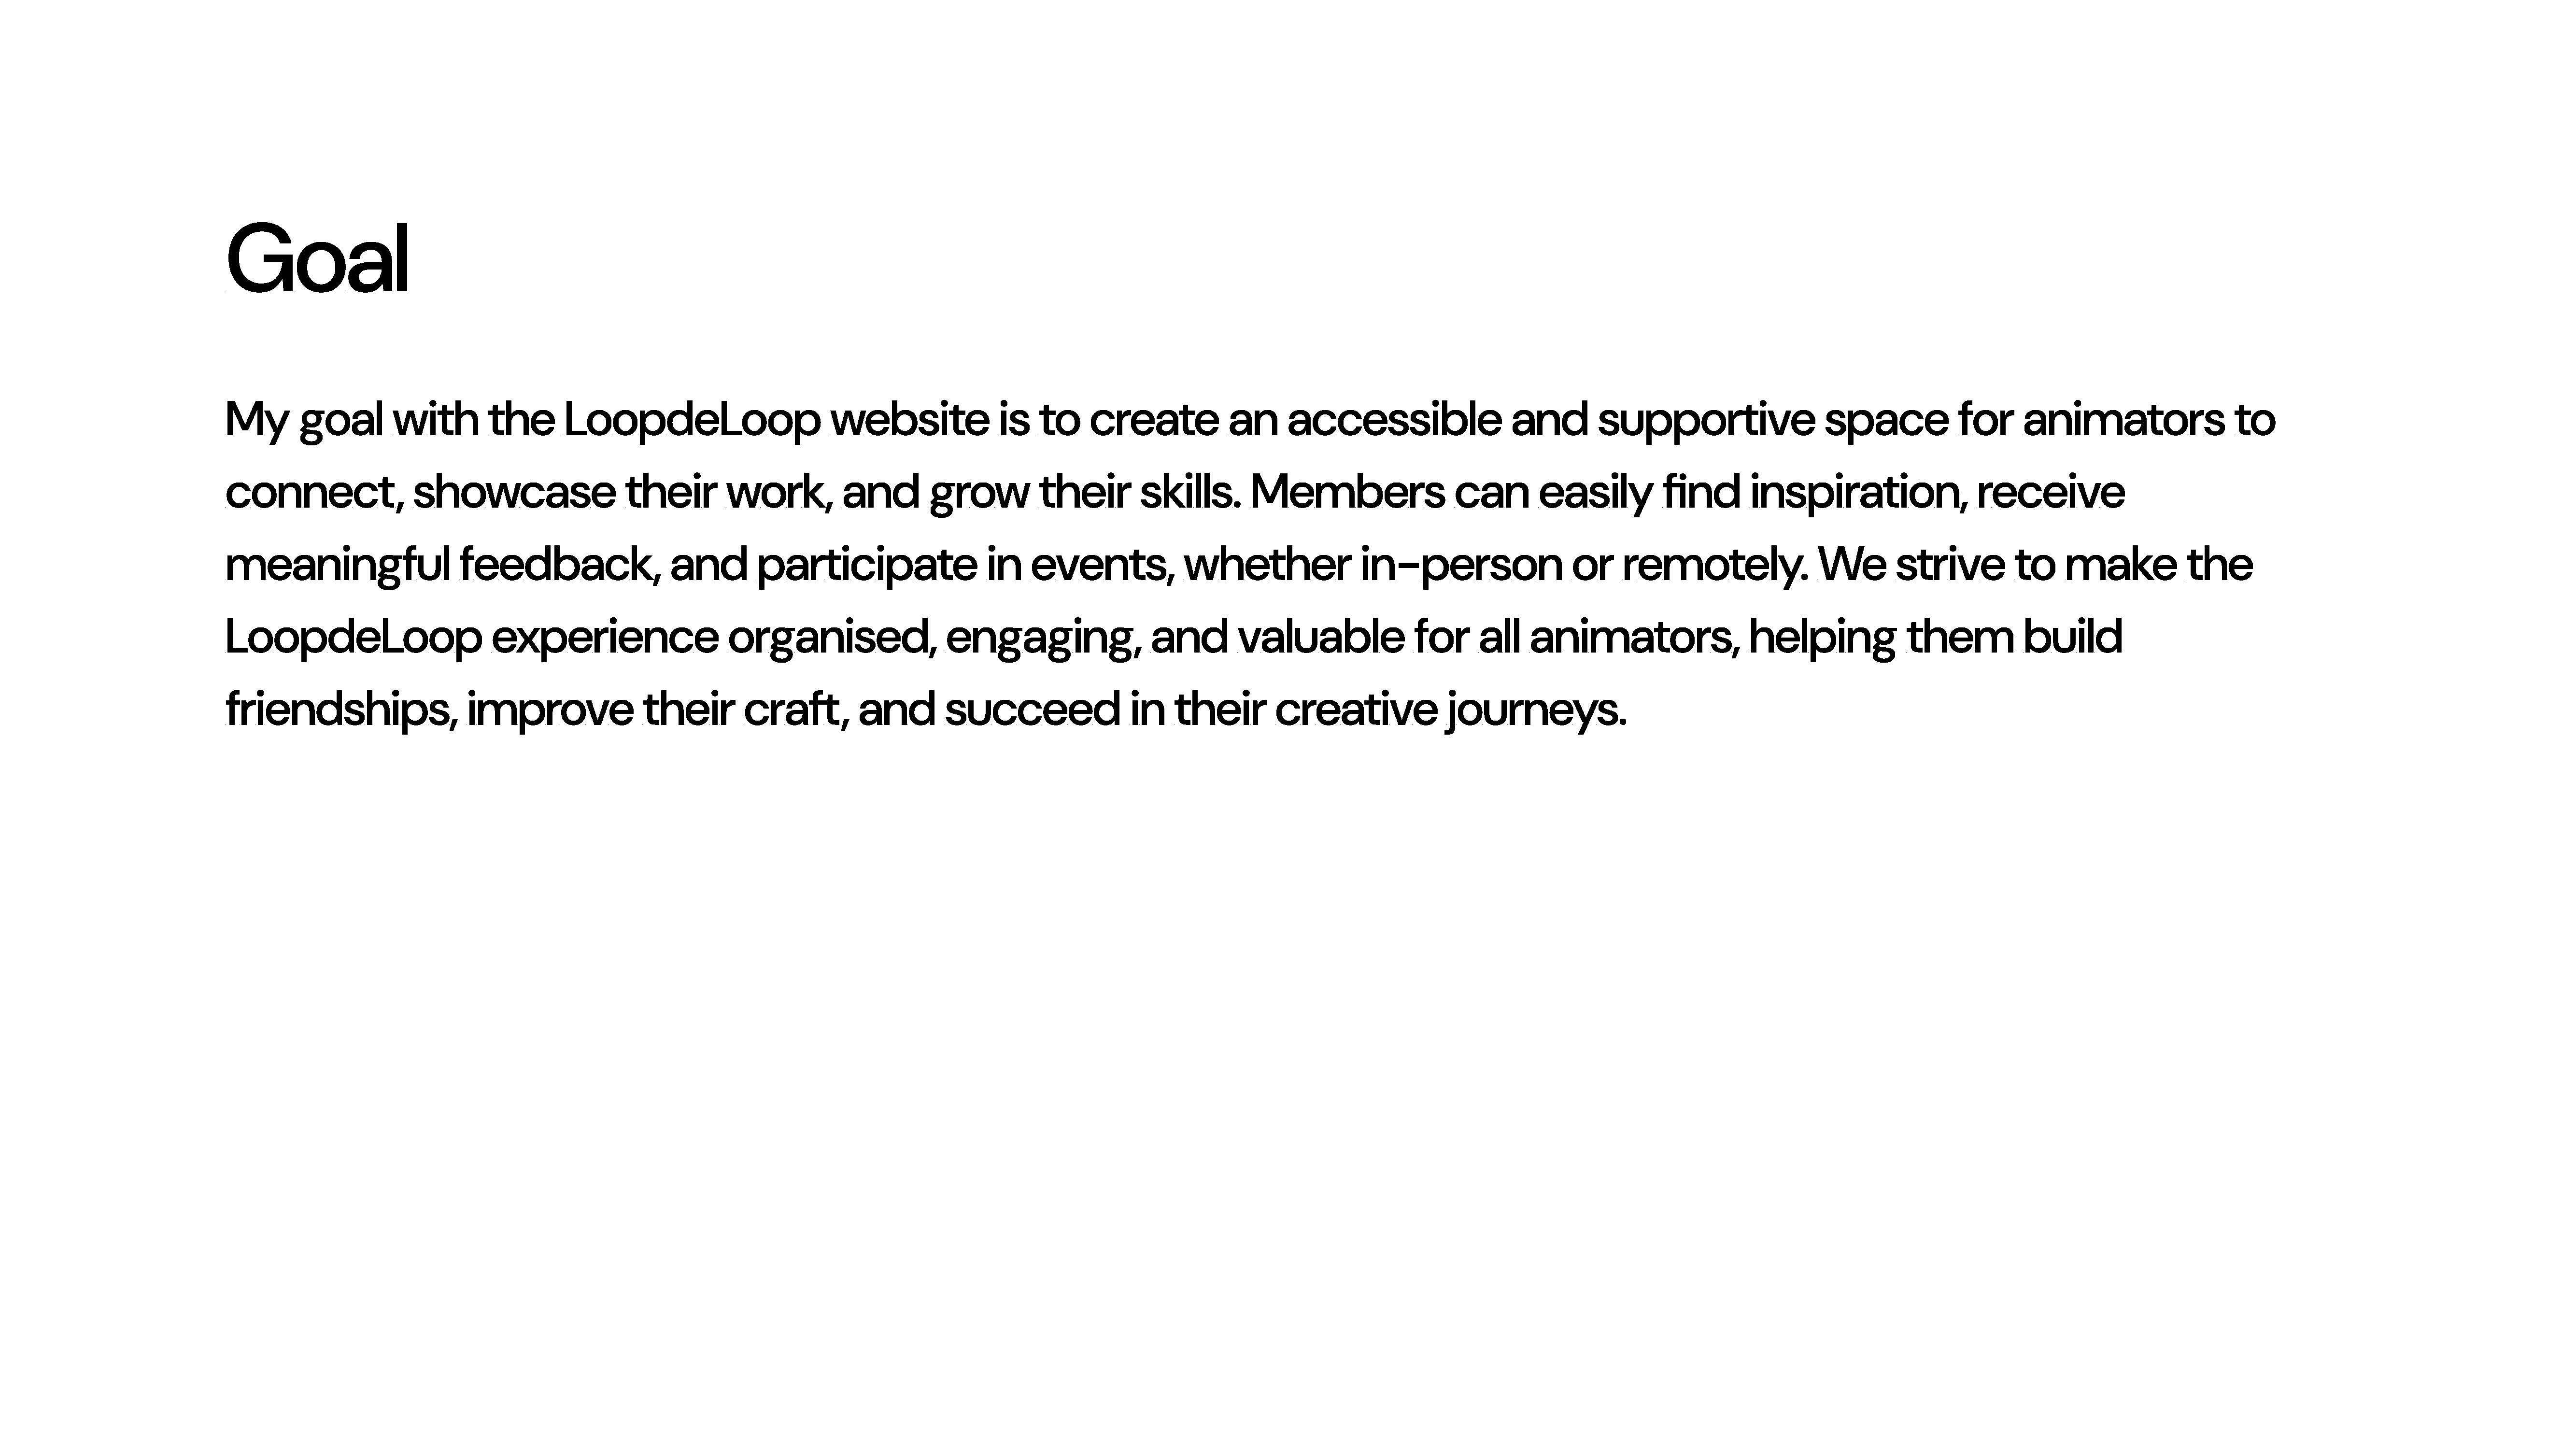 Goal
My goal with the LoopdeLoop website is to create an accessible and supportive space for animators to
connect, showcase their work, and grow their skills. Members can easily find inspiration, receive
meaningful feedback, and participate in events, whether in-person or remotely. We strive to make the
LoopdeLoop experience organised, engaging, and valuable for all animators, helping them build
friendships, improve their craft, and succeed in their creative journeys.